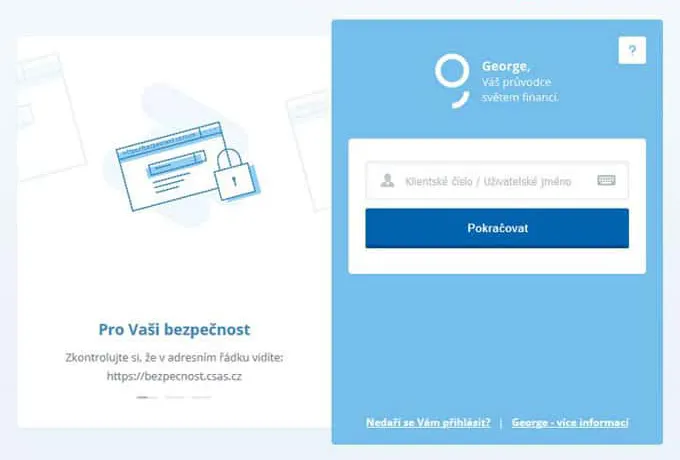 Pro Vaši bezpečnost
Zkontrolujte si, že v adresním řádku vidíte:
https://bezpecnost.csas.cz
?
George,
Váš průvodce
světem financí.
Klientské číslo / Uživatelské jméno
Pokračovat
Nedaří se Vám přihlásit? | George - více informací